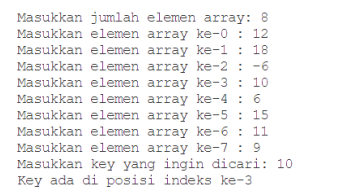 Masukkan jumlah elemen array: 8
Masukkan elemen array ke-0 : 12
Masukkan elemen array ke-1 : 18
Masukkan elemen array ke-2 : -6
Masukkan elemen array ke-3 : 10
Masukkan elemen array ke-4 : 6
Masukkan elemen array ke-5 : 15
Masukkan elemen array ke-6 : 11
Masukkan elemen array ke-7 : 9
Masukkan key yang ingin dicari: 10
Key ada di posisi indeks ke-3